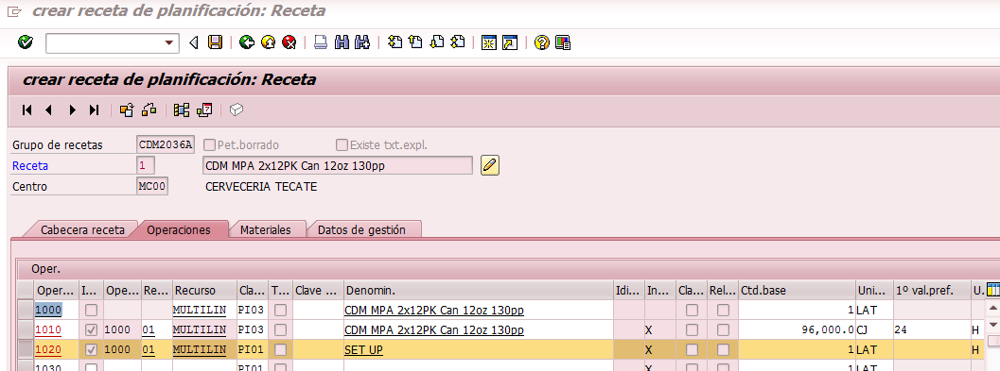 crear receta de planificación: Receta
crear receta de planificación: Receta
Grupo de recetas CDM2036A Pet.borrado Existe txt.expl.
Receta 1 CDM MPA 2x12PK Can 12oz 130pp
Centro MC00 CERVECERIA TECATE
Cabecera receta Operaciones Materiales Datos de gestión
Oper.
Oper... I... Ope... Re... Recurso Cla... T... Clave ... Denomin. Idi... In... Cla... Rel... Ctd.base Uni... 1º val.pref. U.
1000 MULTILIN PI03 CDM MPA 2x12PK Can 12oz 130pp 1 LAT
1010 1000 01 MULTILIN PI03 CDM MPA 2x12PK Can 12oz 130pp X 96,000.0 CJ 24 H
1020 1000 01 MULTILIN PI01 SET UP X 1 LAT H
1030 MULTILIN PI01 X 1 LAT